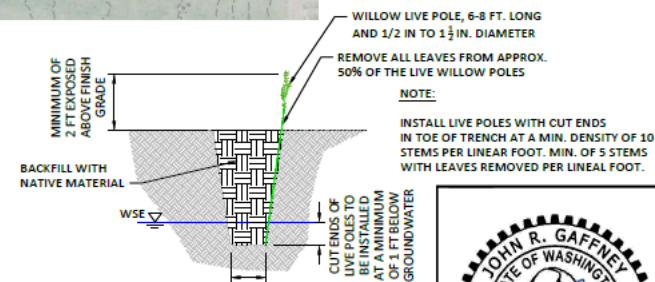 WILLOW LIVE POLE, 6-8 FT. LONG
AND 1/2 IN TO 1 1/2 IN. DIAMETER
REMOVE ALL LEAVES FROM APPROX.
50% OF THE LIVE WILLOW POLES
NOTE:
INSTALL LIVE POLES WITH CUT ENDS
IN TOE OF TRENCH AT A MIN. DENSITY OF 10
STEMS PER LINEAR FOOT. MIN. OF 5 STEMS
WITH LEAVES REMOVED PER LINEAL FOOT.
MINIMUM OF
2 FT EXPOSED
ABOVE FINISH
GRADE
BACKFILL WITH
NATIVE MATERIAL
WSE
CUT ENDS OF
LIVE POLES TO
BE INSTALLED
AT A MINIMUM
OF 1 FT BELOW
GROUNDWATER
JOHN R. GAFFNEY
OF WASHING